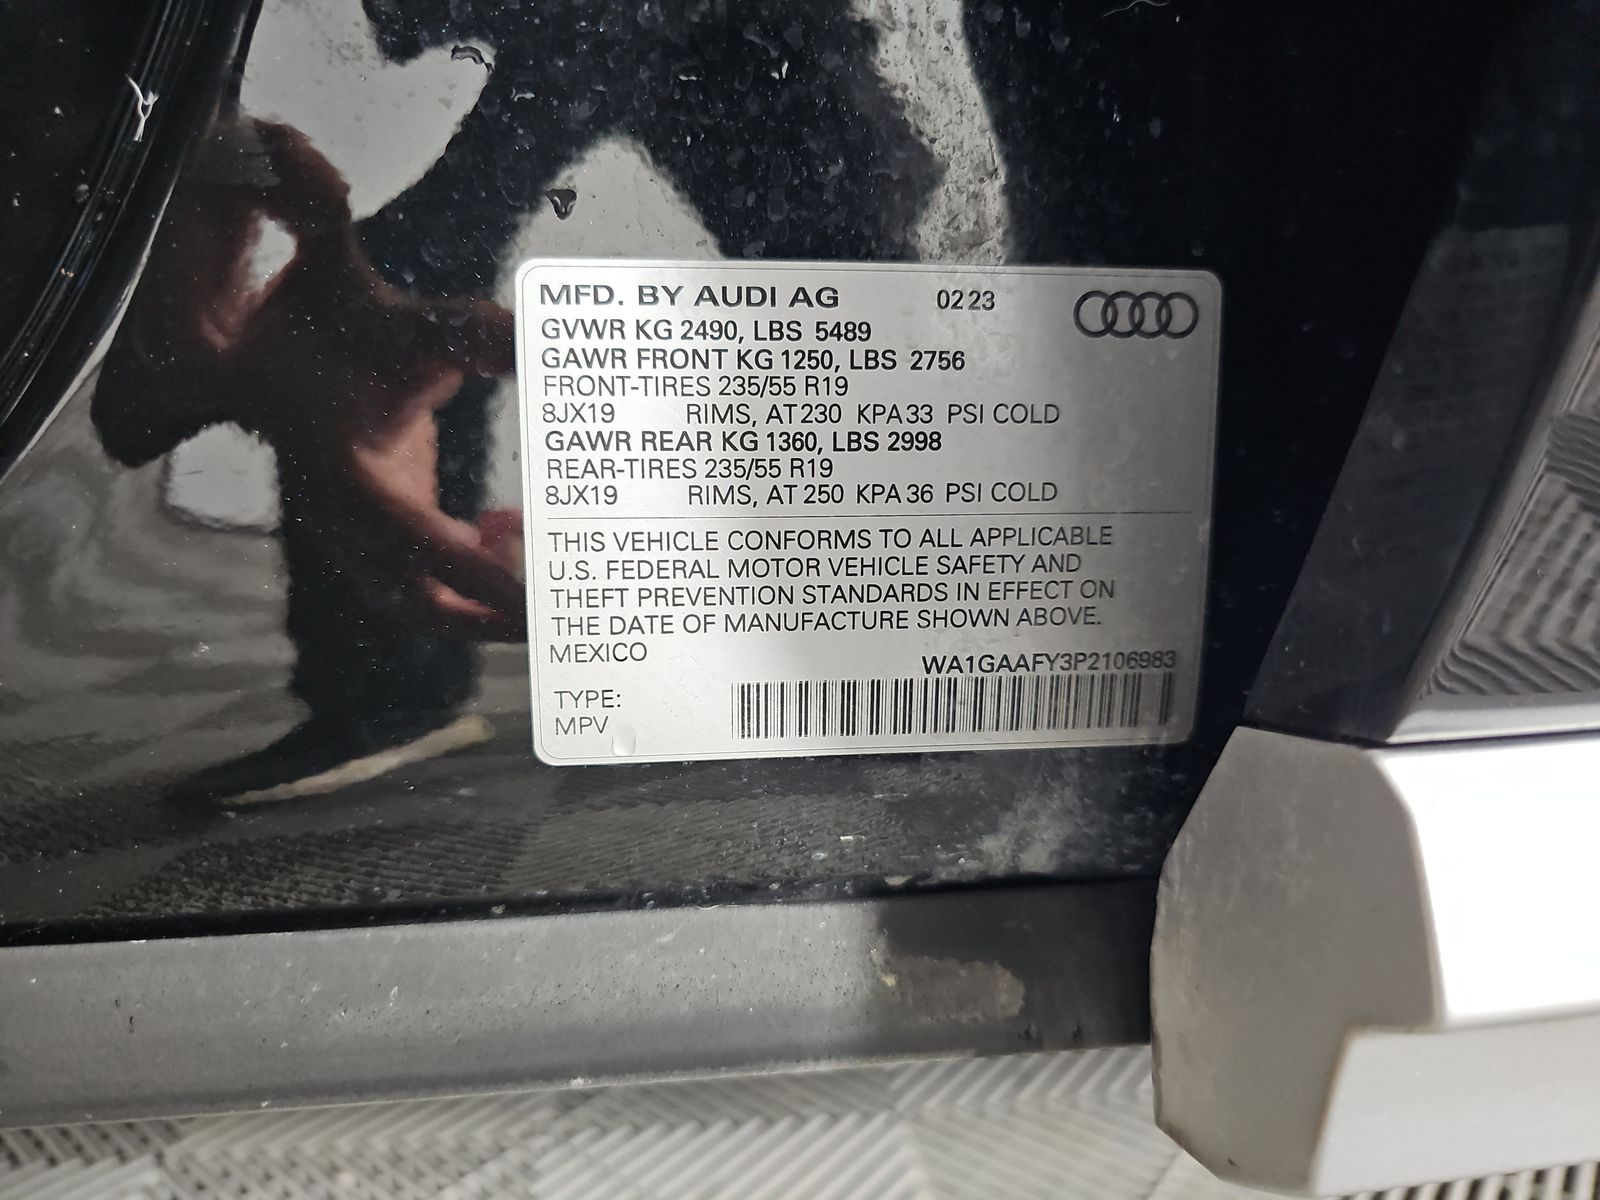 MFD. BY AUDI AG 02 23
GVWR KG 2490, LBS 5489
GAWR FRONT KG 1250, LBS 2756
FRONT-TIRES 235/55 R19
8JX19 RIMS, AT 230 KPA 33 PSI COLD
GAWR REAR KG 1360, LBS 2998
REAR-TIRES 235/55 R19
8JX19 RIMS, AT 250 KPA 36 PSI COLD
THIS VEHICLE CONFORMS TO ALL APPLICABLE
U.S. FEDERAL MOTOR VEHICLE SAFETY AND
THEFT PREVENTION STANDARDS IN EFFECT ON
THE DATE OF MANUFACTURE SHOWN ABOVE.
MEXICO
WA1GAAFY3P2106983
TYPE:
MPV